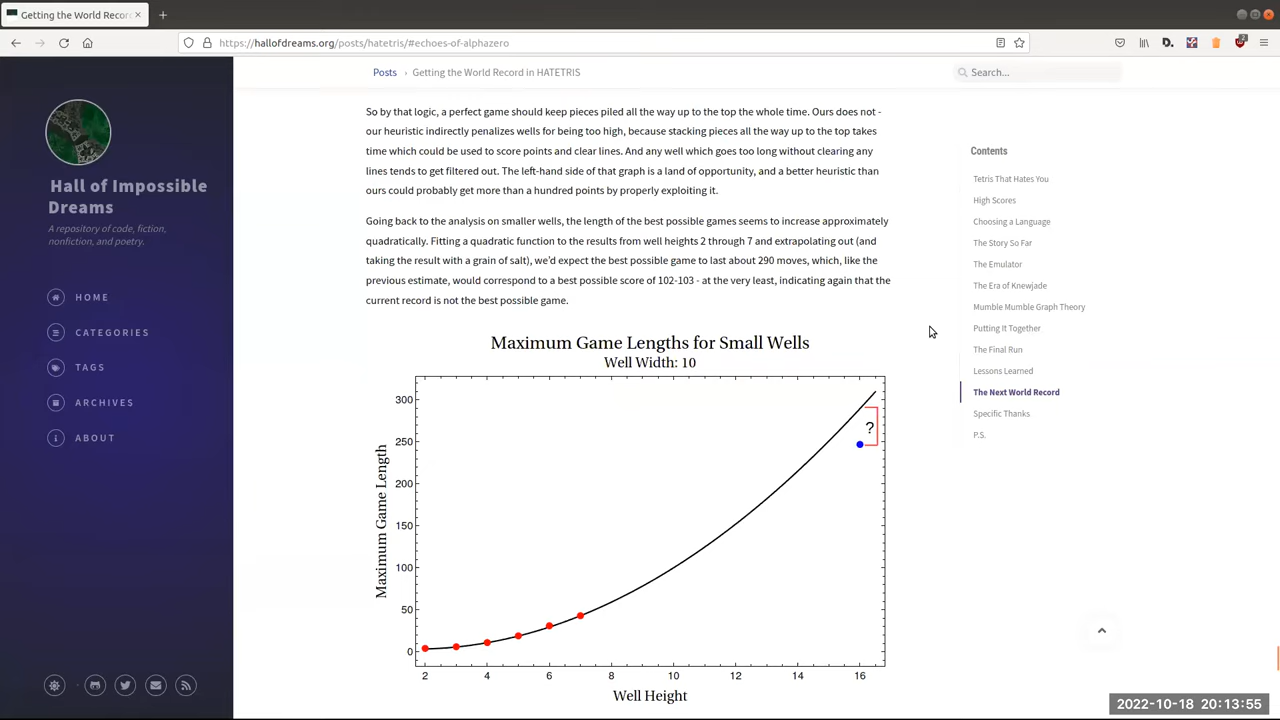 Getting the World Recor
https://hallofdreams.org/posts/hatetris/#echoes-of-alphazero
Hall of Impossible
Dreams
A repository of code, fiction,
nonfiction, and poetry.
HOME
CATEGORIES
TAGS
ARCHIVES
ABOUT
Posts › Getting the World Record in HATETRIS
Search...
So by that logic, a perfect game should keep pieces piled all the way up to the top the whole time. Ours does not -
our heuristic indirectly penalizes wells for being too high, because stacking pieces all the way up to the top takes
time which could be used to score points and clear lines. And any well which goes too long without clearing any
lines tends to get filtered out. The left-hand side of that graph is a land of opportunity, and a better heuristic than
ours could probably get more than a hundred points by properly exploiting it.
Going back to the analysis on smaller wells, the length of the best possible games seems to increase approximately
quadratically. Fitting a quadratic function to the results from well heights 2 through 7 and extrapolating out (and
taking the result with a grain of salt), we'd expect the best possible game to last about 290 moves, which, like the
previous estimate, would correspond to a best possible score of 102-103 - at the very least, indicating again that the
current record is not the best possible game.
Maximum Game Lengths for Small Wells
Well Width: 10
Maximum Game Length
300
250
200
150
100
50
0
?
2 4 6 8 10 12 14 16
Well Height
Contents
Tetris That Hates You
High Scores
Choosing a Language
The Story So Far
The Emulator
The Era of Knewjade
Mumble Mumble Graph Theory
Putting It Together
The Final Run
Lessons Learned
The Next World Record
Specific Thanks
P.S.
2022-10-18 20:13:55